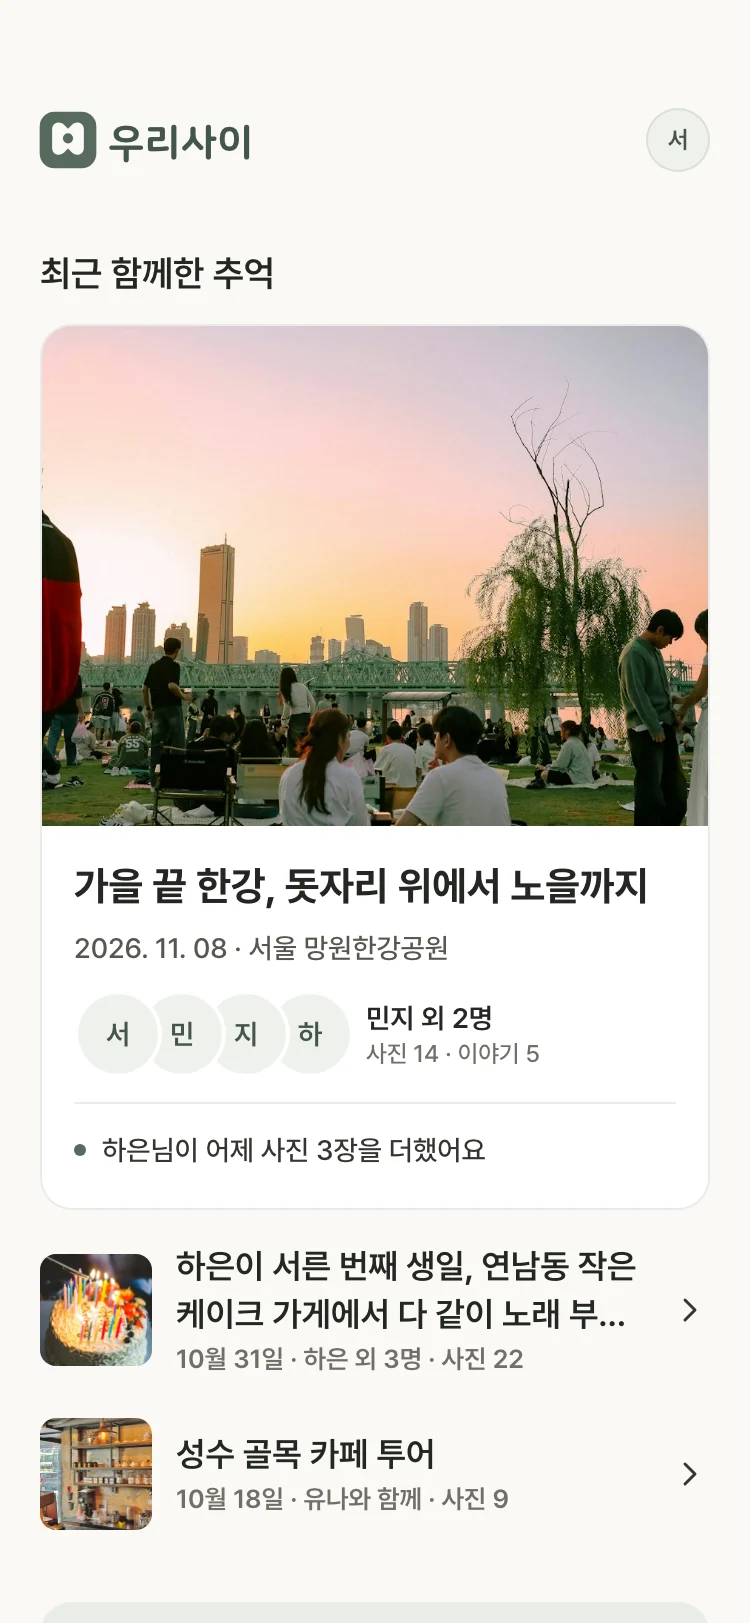 우리사이
서
최근 함께한 추억
55
가을 끝 한강, 돗자리 위에서 노을까지
2026. 11. 08 · 서울 망원한강공원
서 민 지 하
민지 외 2명
사진 14 · 이야기 5
하은님이 어제 사진 3장을 더했어요
하은이 서른 번째 생일, 연남동 작은
케이크 가게에서 다 같이 노래 부...
10월 31일 · 하은 외 3명 · 사진 22
성수 골목 카페 투어
10월 18일 · 유나와 함께 · 사진 9